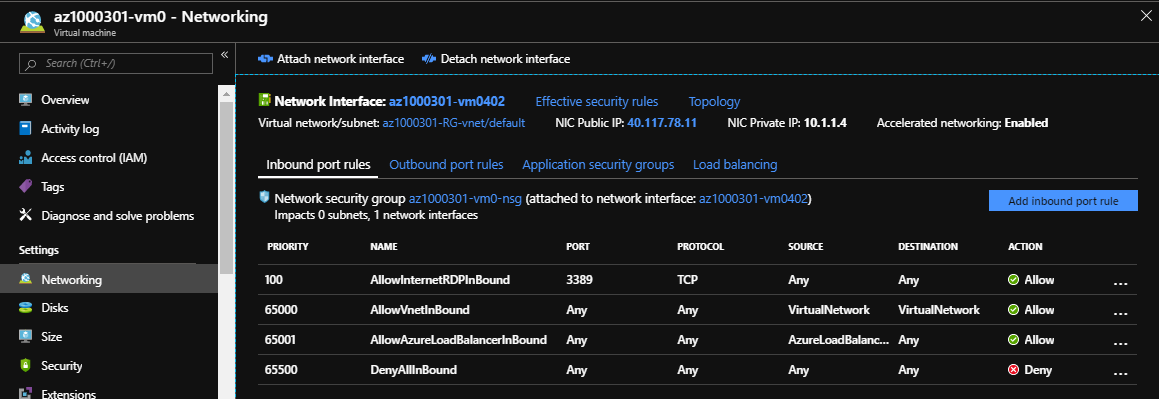 az1000301-vm0 - Networking
Virtual machine
Search (Ctrl+/)
Overview
Activity log
Access control (IAM)
Tags
Diagnose and solve problems
Settings
Networking
Disks
Size
Security
Extensions
Attach network interface Detach network interface
Network Interface: az1000301-vm0402 Effective security rules Topology
Virtual network/subnet: az1000301-RG-vnet/default NIC Public IP: 40.117.78.11 NIC Private IP: 10.1.1.4 Accelerated networking: Enabled
Inbound port rules Outbound port rules Application security groups Load balancing
Network security group az1000301-vm0-nsg (attached to network interface: az1000301-vm0402)
Impacts 0 subnets, 1 network interfaces
Add inbound port rule
PRIORITY NAME PORT PROTOCOL SOURCE DESTINATION ACTION
100 AllowInternetRDPInBound 3389 TCP Any Any Allow ...
65000 AllowVnetInBound Any Any VirtualNetwork VirtualNetwork Allow ...
65001 AllowAzureLoadBalancerInBound Any Any AzureLoadBalanc... Any Allow ...
65500 DenyAllInBound Any Any Any Any Deny ...